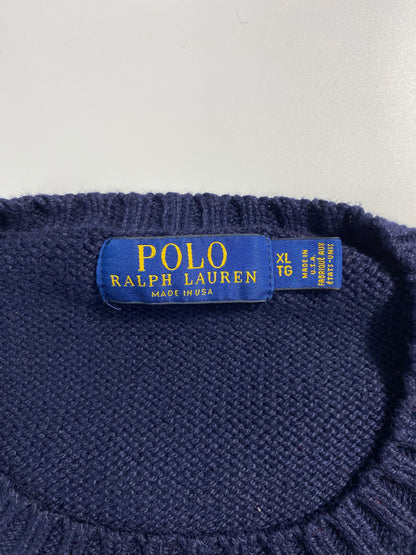 POLO
RALPH LAUREN
MADE IN USA
XL
TG
MADE IN
U.S.A.
FABRIQUÉ AUX
ÉTATS-UNIS